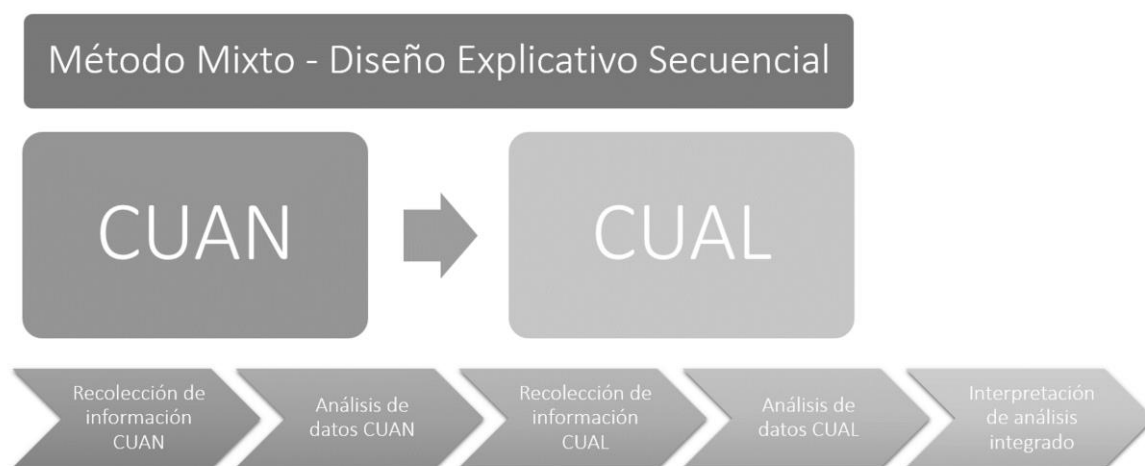 Método Mixto - Diseño Explicativo Secuencial
CUAN
CUAL
Recolección de
información
CUAN
Análisis de
datos CUAN
Recolección de
información
CUAL
Análisis de
datos CUAL
Interpretación
de análisis
integrado